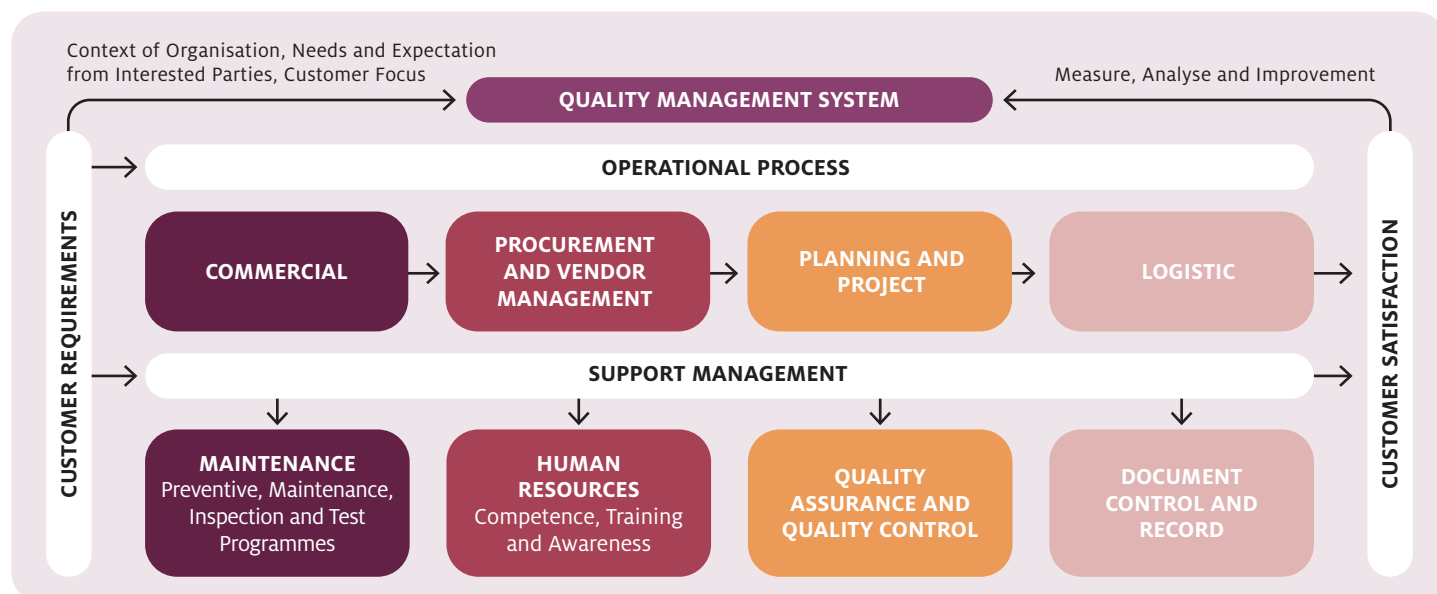 Context of Organisation, Needs and Expectation
from Interested Parties, Customer Focus
Measure, Analyse and Improvement
QUALITY MANAGEMENT SYSTEM
CUSTOMER REQUIREMENTS
OPERATIONAL PROCESS
COMMERCIAL
PROCUREMENT
AND VENDOR
MANAGEMENT
PLANNING AND
PROJECT
LOGISTIC
SUPPORT MANAGEMENT
MAINTENANCE
Preventive, Maintenance,
Inspection and Test
Programmes
HUMAN
RESOURCES
Competence, Training
and Awareness
QUALITY
ASSURANCE AND
QUALITY CONTROL
DOCUMENT
CONTROL AND
RECORD
CUSTOMER SATISFACTION